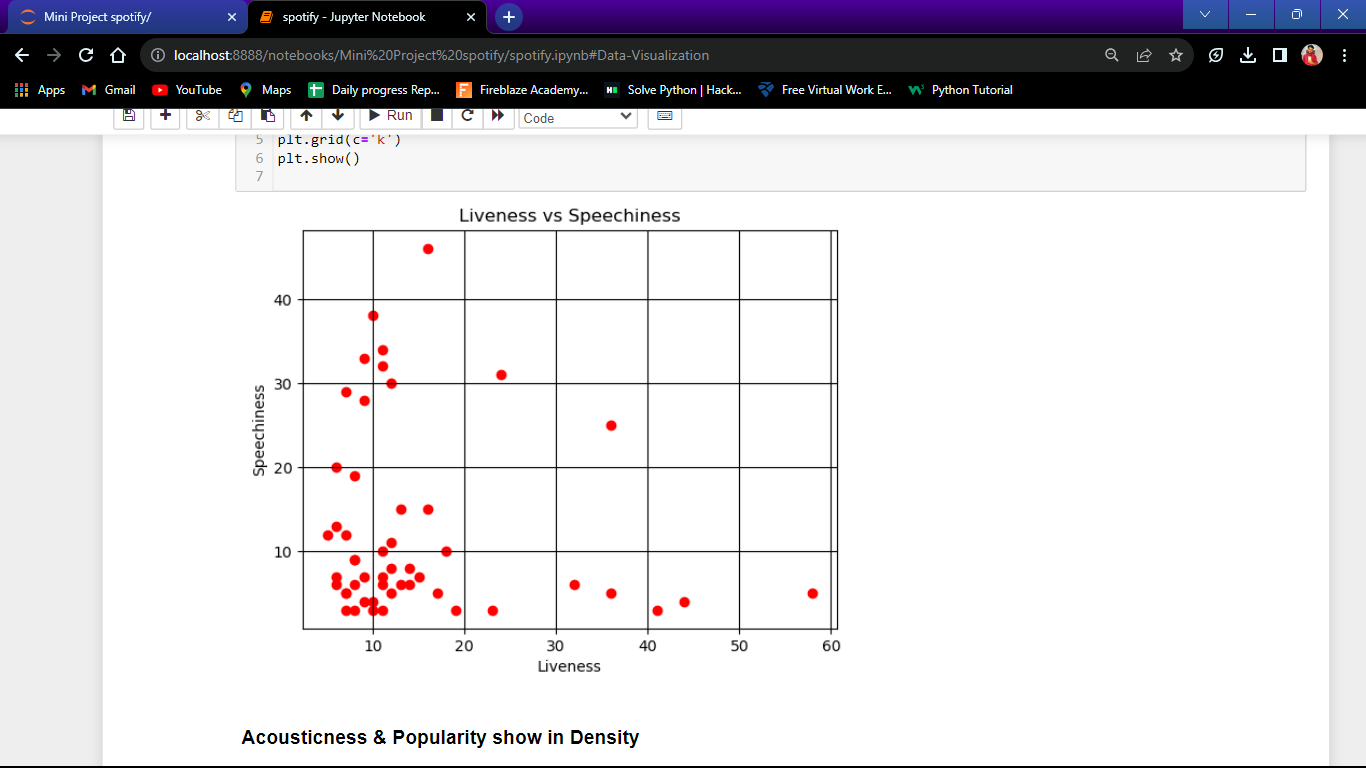 Mini Project spotify/
spotify - Jupyter Notebook
localhost:8888/notebooks/Mini%20Project%20spotify/spotify.ipynb#Data-Visualization
Apps Gmail YouTube Maps Daily progress Rep... Fireblaze Academy... Solve Python | Hack... Free Virtual Work E... Python Tutorial
Run Code
5 plt.grid(c='k')
6 plt.show()
7
Liveness vs Speechiness
Speechiness
40
30
20
10
10 20 30 40 50 60
Liveness
Acousticness & Popularity show in Density